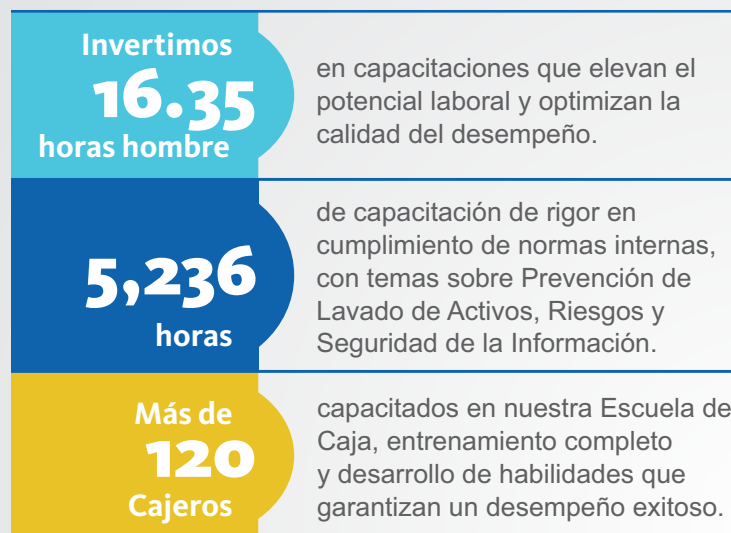 Invertimos
16.35
horas hombre
en capacitaciones que elevan el
potencial laboral y optimizan la
calidad del desempeño.
5,236
horas
de capacitación de rigor en
cumplimiento de normas internas,
con temas sobre Prevención de
Lavado de Activos, Riesgos y
Seguridad de la Información.
Más de
120
Cajeros
capacitados en nuestra Escuela de
Caja, entrenamiento completo
y desarrollo de habilidades que
garantizan un desempeño exitoso.